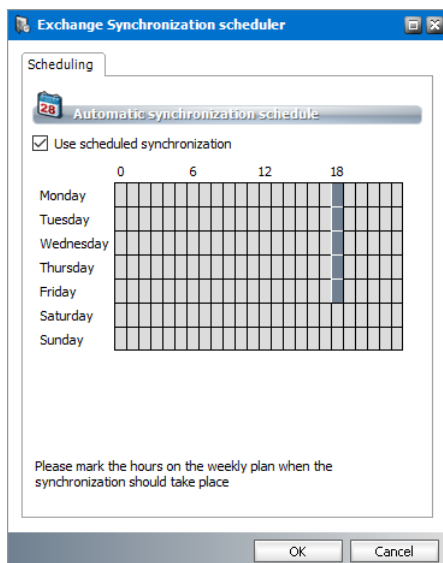 Exchange Synchronization scheduler
Scheduling
28
Automatic synchronization schedule
Use scheduled synchronization
0 6 12 18
Monday
Tuesday
Wednesday
Thursday
Friday
Saturday
Sunday
Please mark the hours on the weekly plan when the
synchronization should take place
OK Cancel